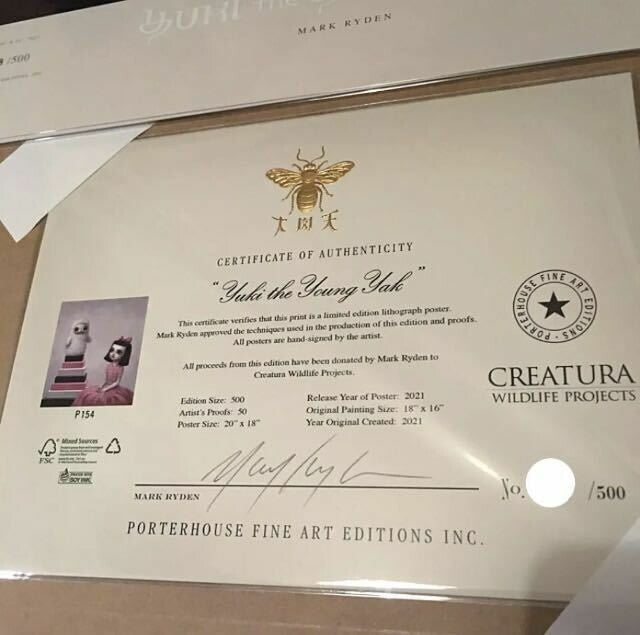 YUKI THE
MARK RYDEN
/500
大 図 天
CERTIFICATE OF AUTHENTICITY
“Yuki the Young Yak”
This certificate verifies that this print is a limited edition lithograph poster.
Mark Ryden approved the techniques used in the production of this edition and proofs.
All posters are hand-signed by the artist.
All proceeds from this edition have been donated by Mark Ryden to
Creatura Wildlife Projects.
PORTERHOUSE FINE ART EDITIONS
CREATURA
WILDLIFE PROJECTS
P154
Edition Size: 500
Artist's Proofs: 50
Poster Size: 20" x 18"
Release Year of Poster: 2021
Original Painting Size: 18" x 16"
Year Original Created: 2021
FSC
Mixed Sources
SOY INK
MARK RYDEN
No. /500
PORTERHOUSE FINE ART EDITIONS INC.